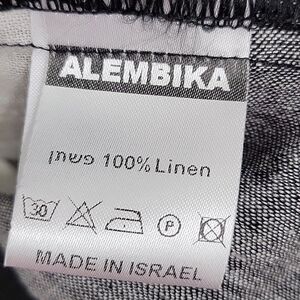 ALEMBIKA
פשתן 100% Linen
30 P
MADE IN ISRAEL